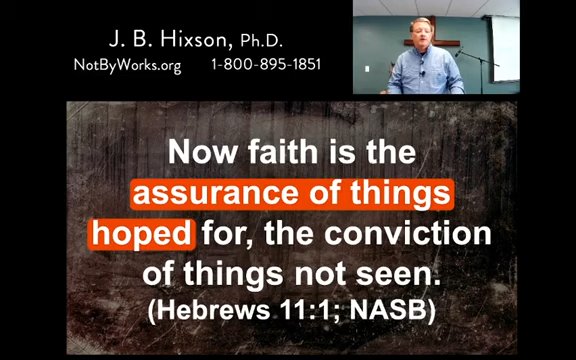 J. B. Hixson, Ph.D.
NotByWorks.org 1-800-895-1851
Now faith is the
assurance of things
hoped for, the conviction
of things not seen.
(Hebrews 11:1; NASB)